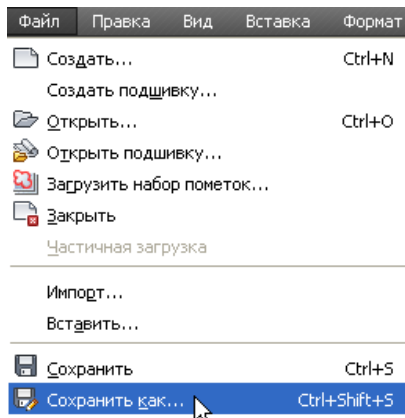 Файл Правка Вид Вставка Формат
Создать... Ctrl+N
Создать подшивку...
Открыть... Ctrl+O
Открыть подшивку...
Загрузить набор пометок...
Закрыть
Частичная загрузка
Импорт...
Вставить...
Сохранить Ctrl+S
Сохранить как... Ctrl+Shift+S